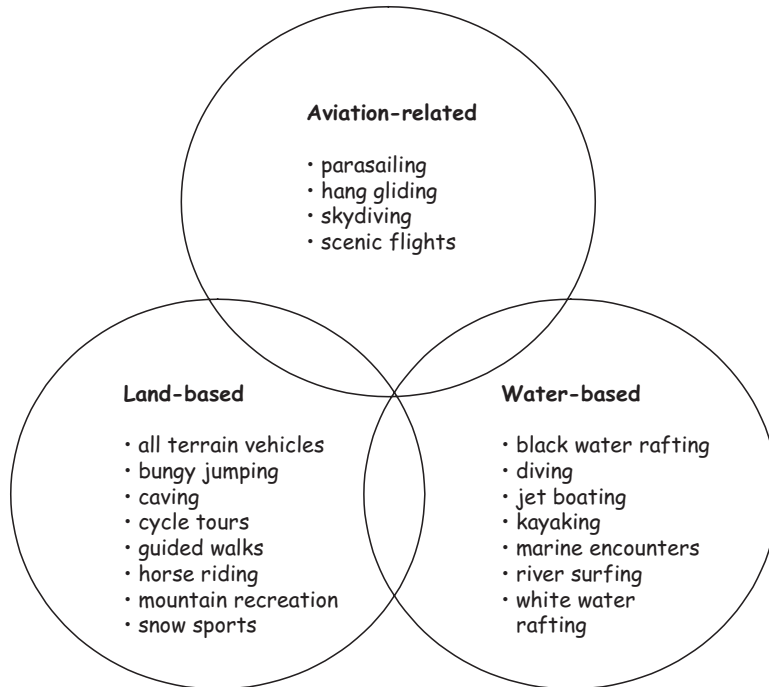 Aviation-related
• parasailing
• hang gliding
• skydiving
• scenic flights
Land-based
• all terrain vehicles
• bungy jumping
• caving
• cycle tours
• guided walks
• horse riding
• mountain recreation
• snow sports
Water-based
• black water rafting
• diving
• jet boating
• kayaking
• marine encounters
• river surfing
• white water
rafting